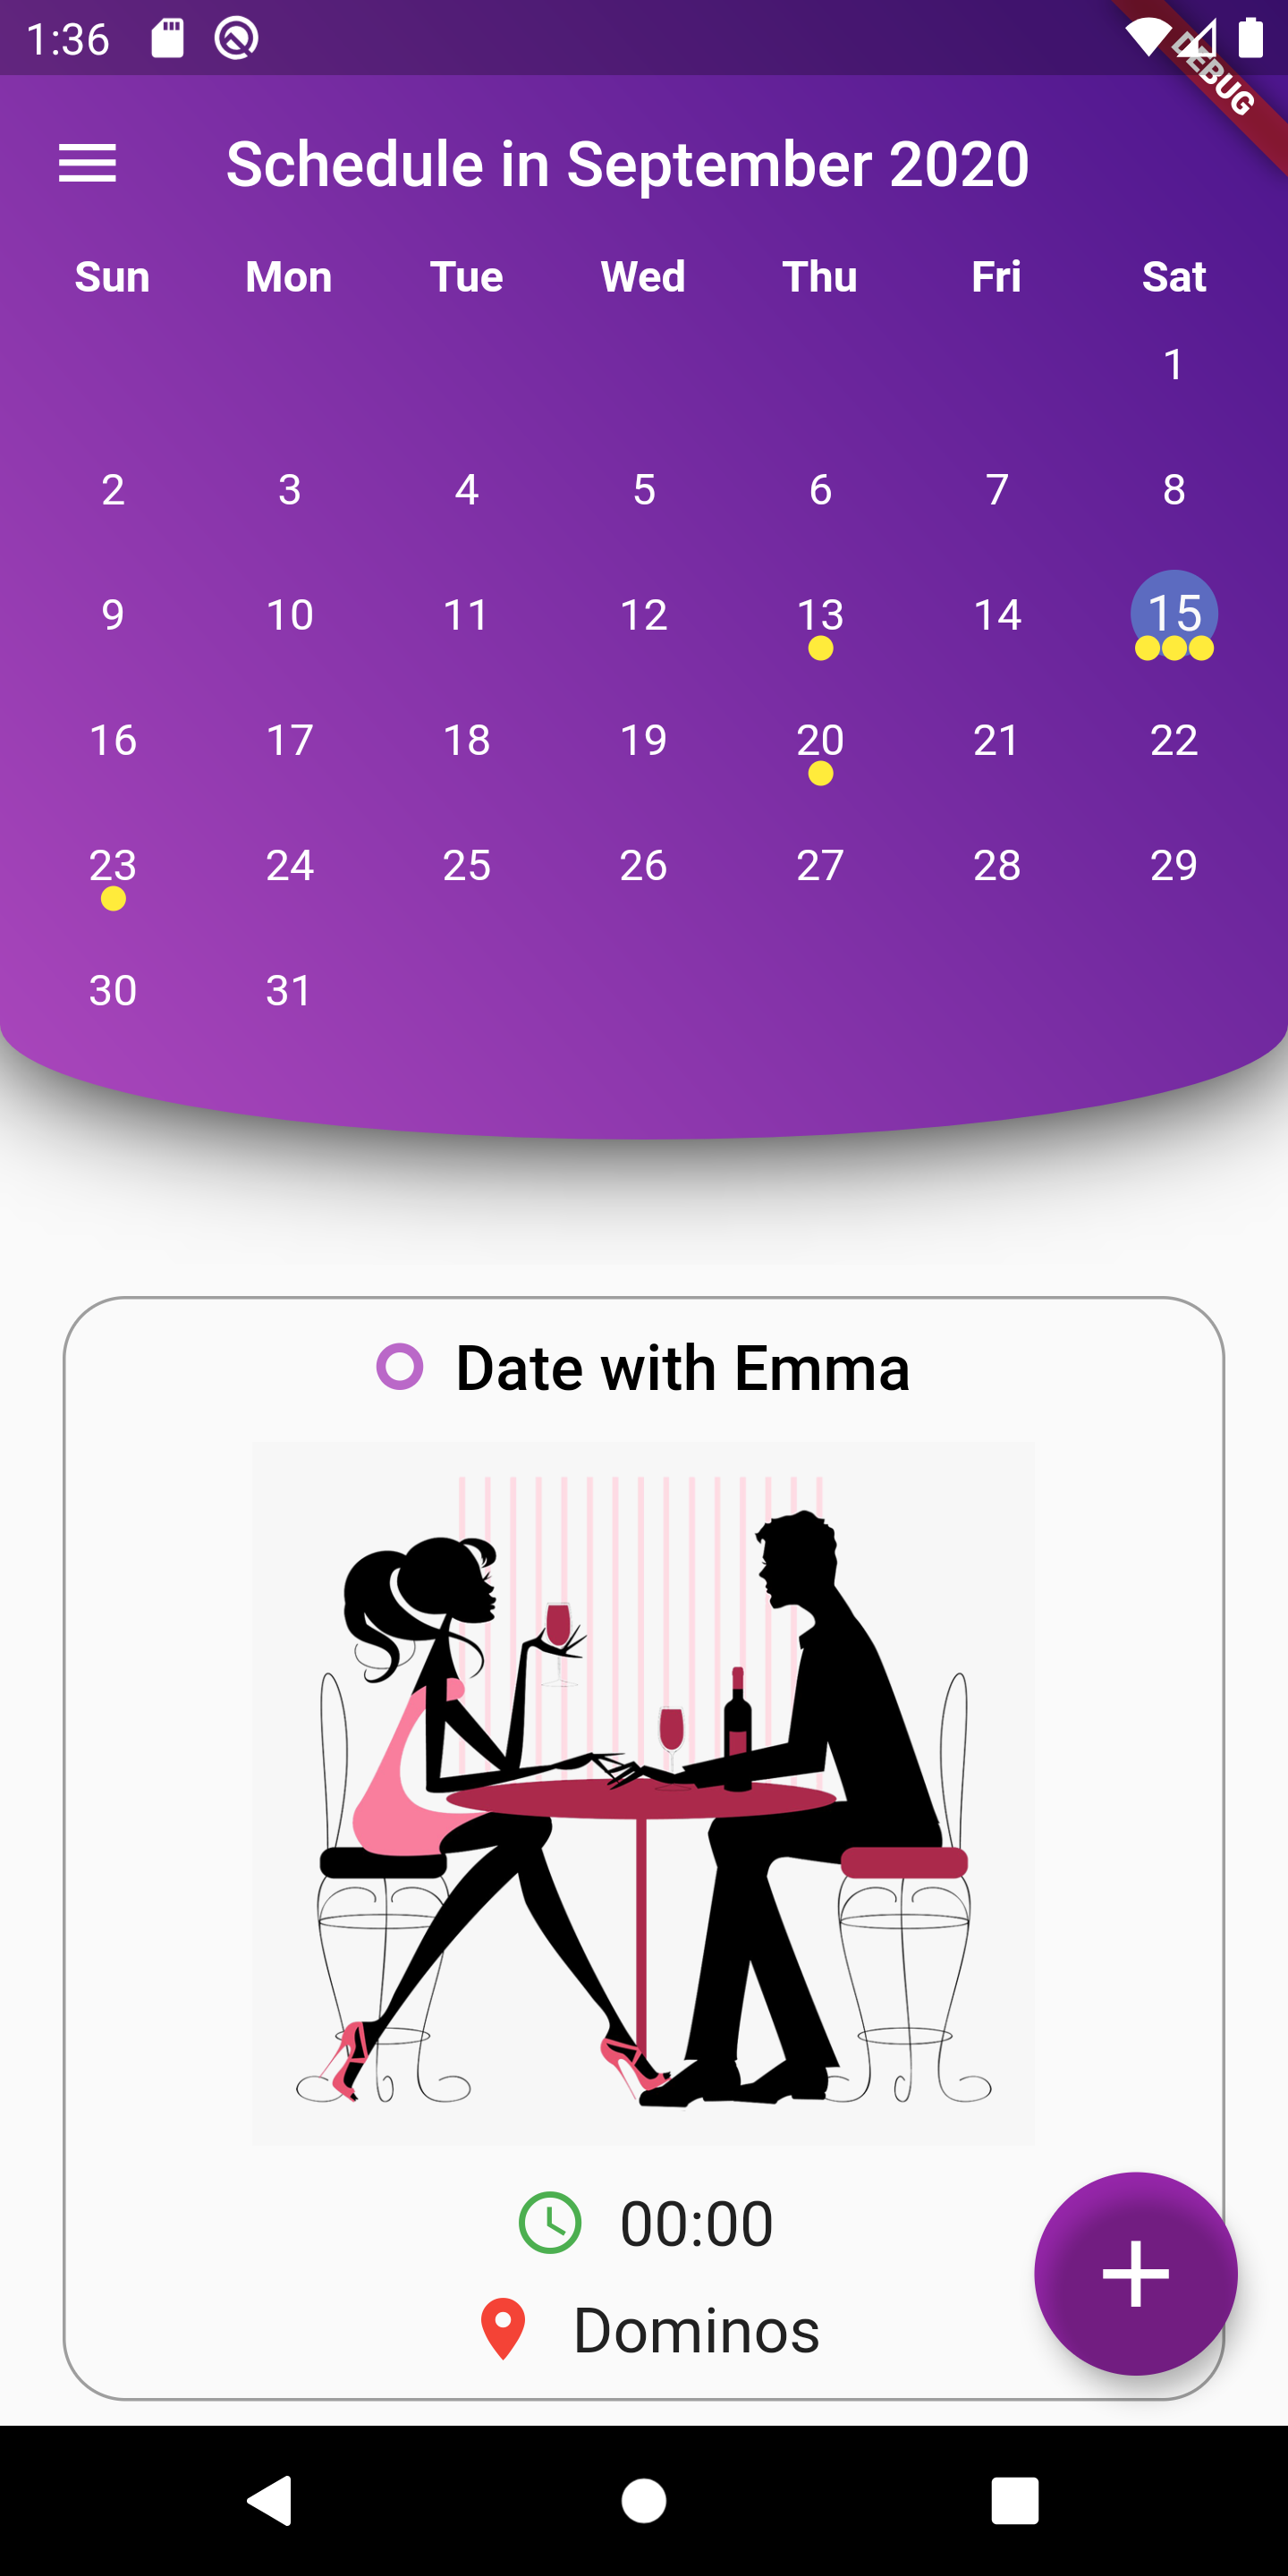 1:36
DEBUG
Schedule in September 2020
Sun Mon Tue Wed Thu Fri Sat
1
2 3 4 5 6 7 8
9 10 11 12 13 14 15
16 17 18 19 20 21 22
23 24 25 26 27 28 29
30 31
Date with Emma
00:00
Dominos